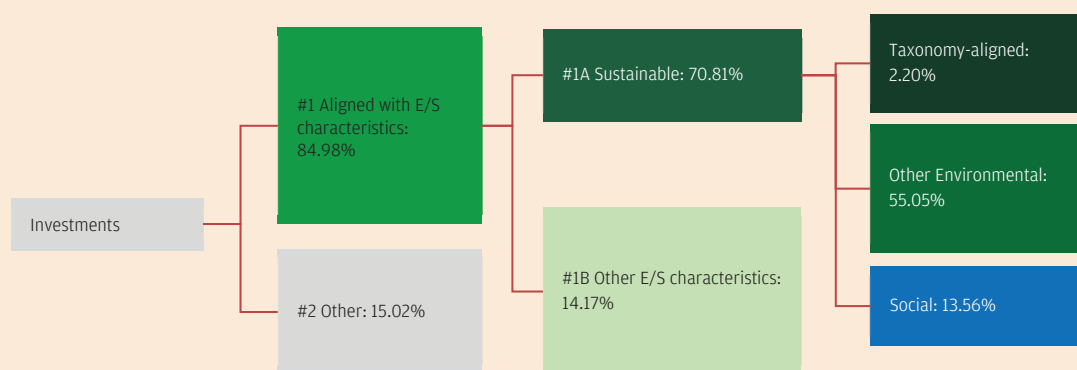 Investments
#1 Aligned with E/S
characteristics:
84.98%
#2 Other: 15.02%
#1A Sustainable: 70.81%
#1B Other E/S characteristics:
14.17%
Taxonomy-aligned:
2.20%
Other Environmental:
55.05%
Social: 13.56%